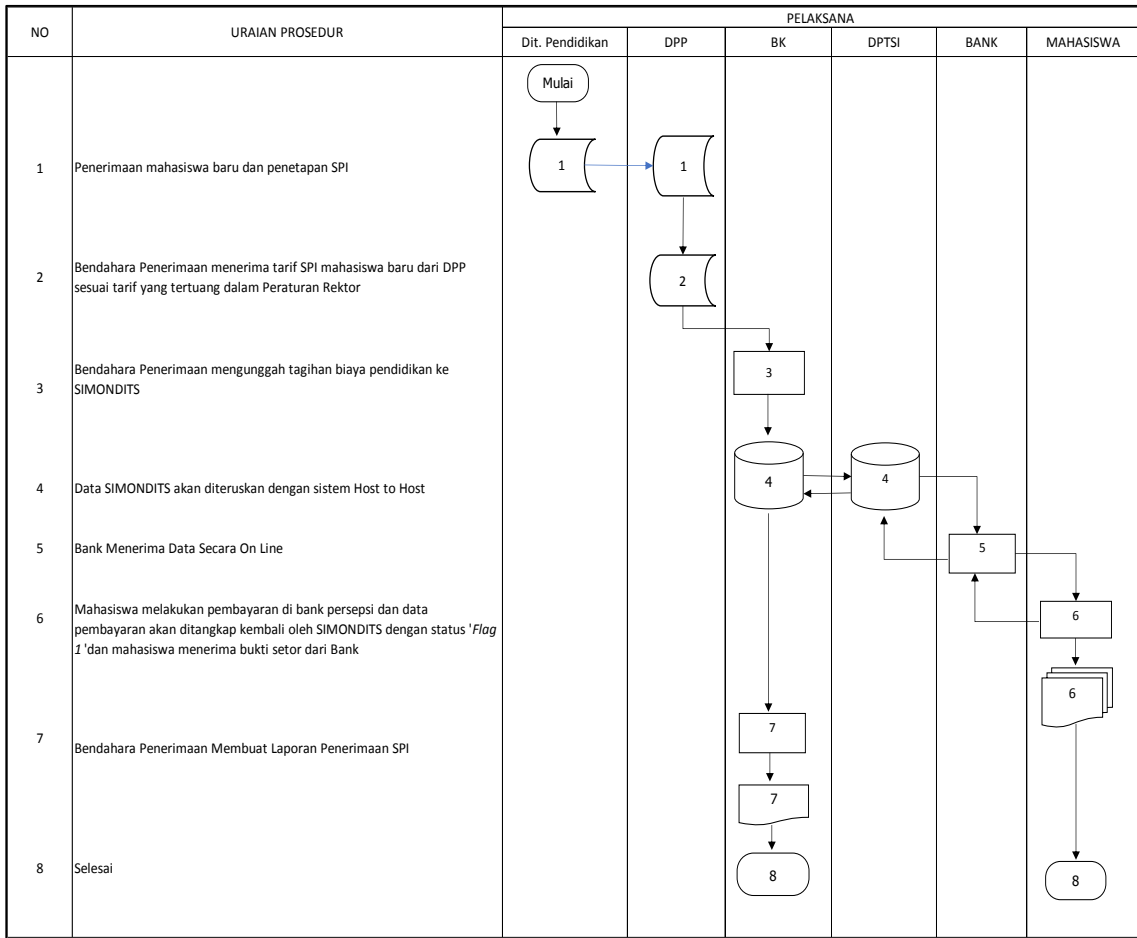 NO
URAIAN PROSEDUR
PELAKSANA
Dit. Pendidikan
DPP
BK
DPTSI
BANK
MAHASISWA
Mulai
1
Penerimaan mahasiswa baru dan penetapan SPI
1
1
2
Bendahara Penerimaan menerima tarif SPI mahasiswa baru dari DPP
sesuai tarif yang tertuang dalam Peraturan Rektor
2
3
Bendahara Penerimaan mengunggah tagihan biaya pendidikan ke
SIMONDITS
3
4
Data SIMONDITS akan diteruskan dengan sistem Host to Host
4
4
5
Bank Menerima Data Secara On Line
5
6
Mahasiswa melakukan pembayaran di bank persepsi dan data
pembayaran akan ditangkap kembali oleh SIMONDITS dengan status 'Flag
1 'dan mahasiswa menerima bukti setor dari Bank
6
6
7
Bendahara Penerimaan Membuat Laporan Penerimaan SPI
7
7
8
Selesai
8
8